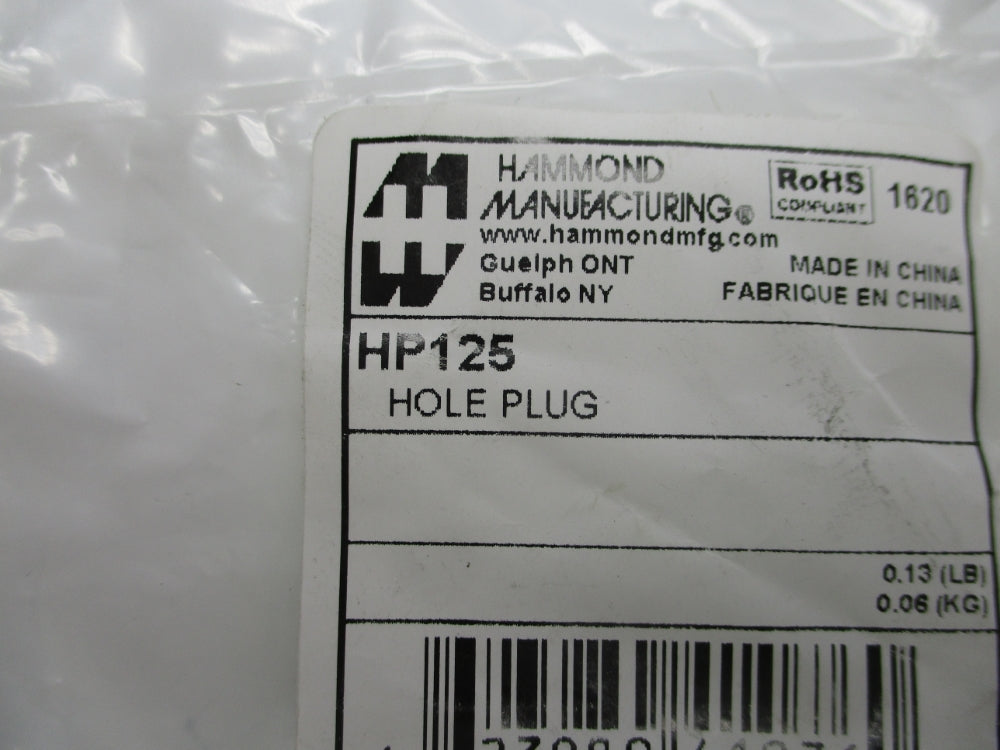 HAMMOND
MANUFACTURING®
RoHS
COMPLIANT
1620
www.hammondmfg.com
Guelph ONT
Buffalo NY
MADE IN CHINA
FABRIQUE EN CHINA
HP125
HOLE PLUG
0.13 (LB)
0.06 (KG)